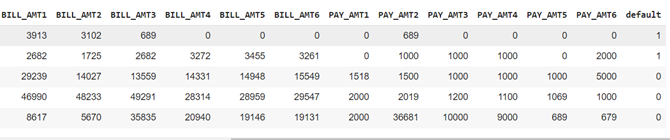 BILL_AMT1 BILL_AMT2 BILL_AMT3 BILL_AMT4 BILL_AMT5 BILL_AMT6 PAY_AMT1 PAY_AMT2 PAY_AMT3 PAY_AMT4 PAY_AMT5 PAY_AMT6 default
3913 3102 689 0 0 0 0 689 0 0 0 0 1
2682 1725 2682 3272 3455 3261 0 1000 1000 1000 0 2000 1
29239 14027 13559 14331 14948 15549 1518 1500 1000 1000 1000 5000 0
46990 48233 49291 28314 28959 29547 2000 2019 1200 1100 1069 1000 0
8617 5670 35835 20940 19146 19131 2000 36681 10000 9000 689 679 0